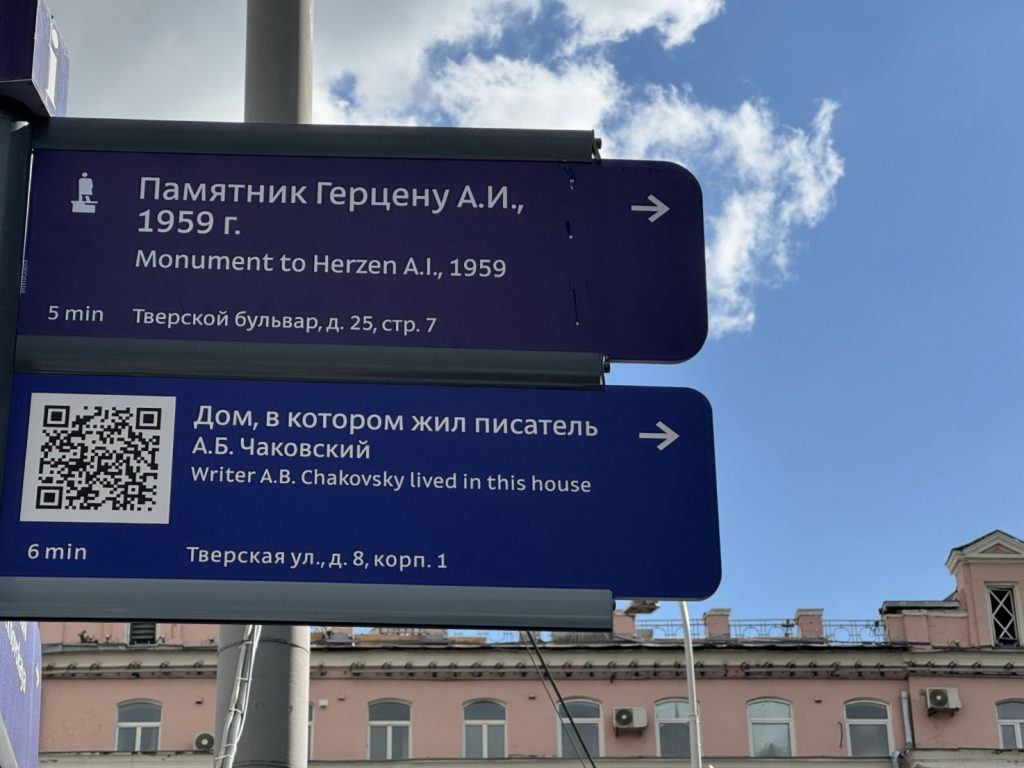 Памятник Герцену А.И.,
1959 г.
Monument to Herzen A.I., 1959
5 min Тверской бульвар, д. 25, стр. 7
Дом, в котором жил писатель
А.Б. Чаковский
Writer A.B. Chakovsky lived in this house
6 min Тверская ул., д. 8, корп. 1